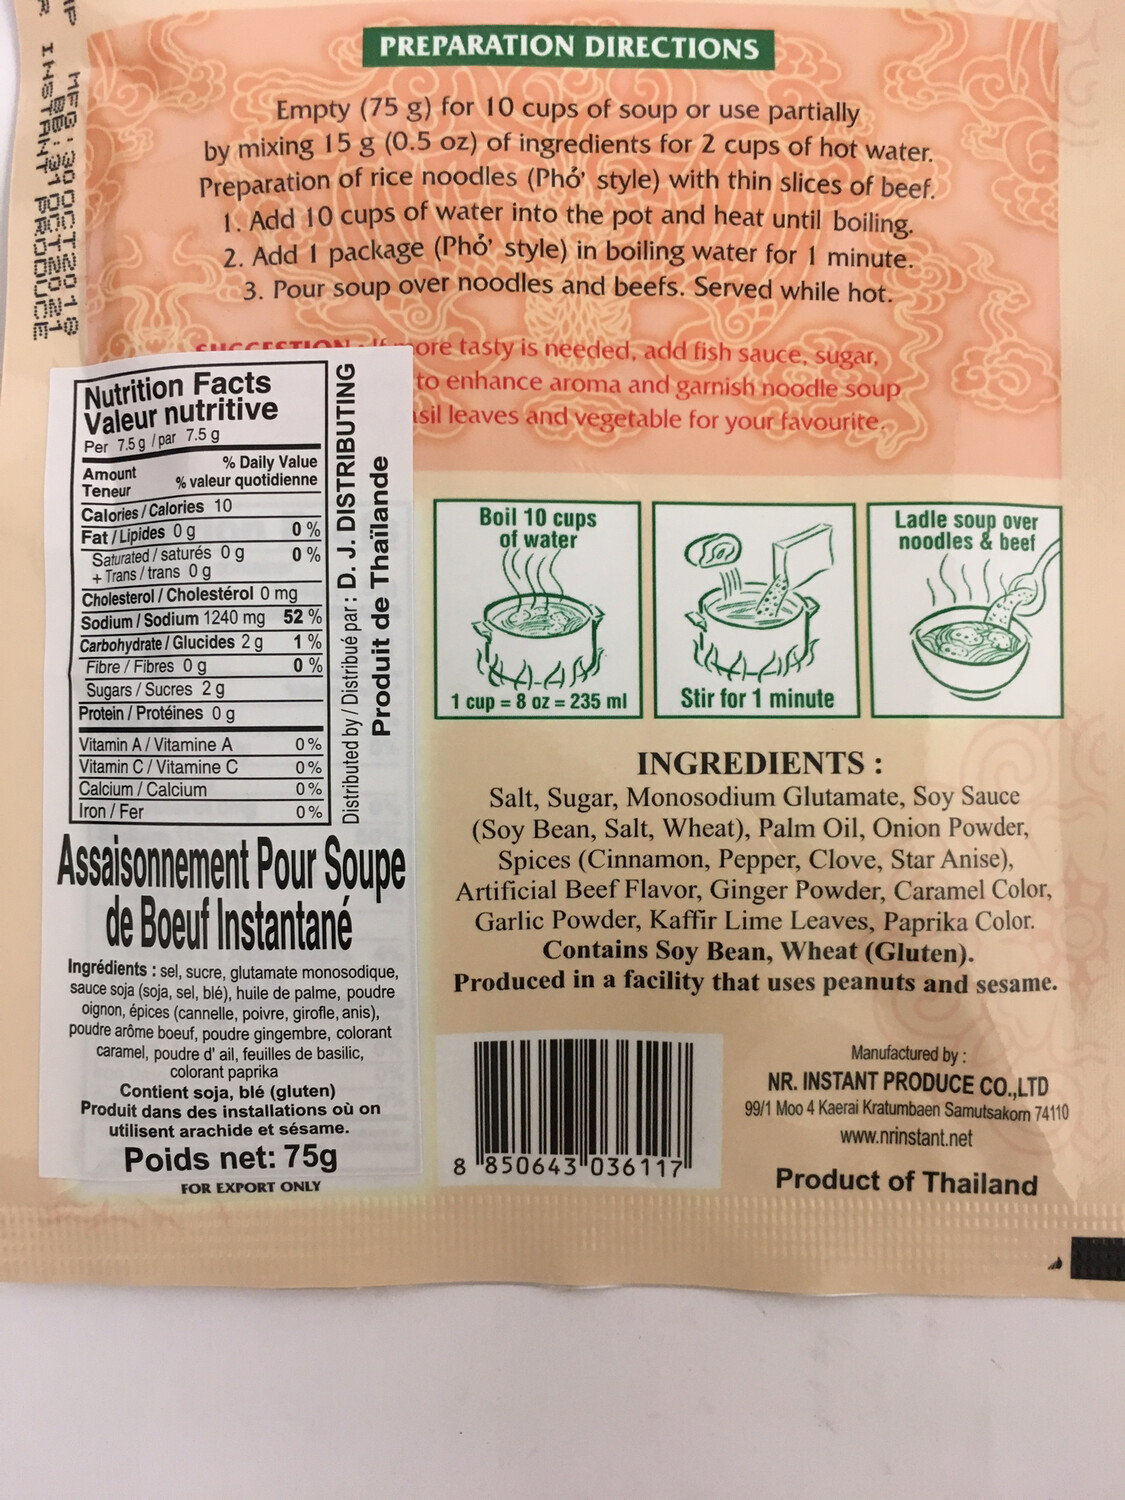 PREPARATION DIRECTIONS
Empty (75 g) for 10 cups of soup or use partially
by mixing 15 g (0.5 oz) of ingredients for 2 cups of hot water.
Preparation of rice noodles (Phở style) with thin slices of beef.
1. Add 10 cups of water into the pot and heat until boiling.
2. Add 1 package (Phở style) in boiling water for 1 minute.
3. Pour soup over noodles and beefs. Served while hot.
SUGGESTION : If more tasty is needed, add fish sauce, sugar,
to enhance aroma and garnish noodle soup
leaves and vegetable for your favourite.
MFG: 30 OCT 2018
BB: 31 OCT 2021
INSTANT PRODUCE
Nutrition Facts
Valeur nutritive
Per 7.5 g / par 7.5 g
Amount % Daily Value
Teneur % valeur quotidienne
Calories / Calories 10
Fat / Lipides 0 g 0 %
Saturated / saturés 0 g 0 %
+ Trans / trans 0 g
Cholesterol / Cholestérol 0 mg
Sodium / Sodium 1240 mg 52 %
Carbohydrate / Glucides 2 g 1 %
Fibre / Fibres 0 g 0 %
Sugars / Sucres 2 g
Protein / Protéines 0 g
Vitamin A / Vitamine A 0%
Vitamin C / Vitamine C 0%
Calcium / Calcium 0%
Iron / Fer 0%
Distributed by / Distribué par : D. J. DISTRIBUTING
Produit de Thaïlande
Assaisonnement Pour Soupe
de Boeuf Instantané
Ingrédients : sel, sucre, glutamate monosodique,
sauce soja (soja, sel, blé), huile de palme, poudre
oignon, épices (cannelle, poivre, girofle, anis),
poudre arôme boeuf, poudre gingembre, colorant
caramel, poudre d' ail, feuilles de basilic,
colorant paprika
Contient soja, blé (gluten)
Produit dans des installations où on
utilisent arachide et sésame.
Poids net: 75g
FOR EXPORT ONLY
Boil 10 cups
of water
1 cup = 8 oz = 235 ml
Stir for 1 minute
Ladle soup over
noodles & beef
INGREDIENTS :
Salt, Sugar, Monosodium Glutamate, Soy Sauce
(Soy Bean, Salt, Wheat), Palm Oil, Onion Powder,
Spices (Cinnamon, Pepper, Clove, Star Anise),
Artificial Beef Flavor, Ginger Powder, Caramel Color,
Garlic Powder, Kaffir Lime Leaves, Paprika Color.
Contains Soy Bean, Wheat (Gluten).
Produced in a facility that uses peanuts and sesame.
8 850643 036117
Manufactured by :
NR. INSTANT PRODUCE CO.,LTD
99/1 Moo 4 Kaerai Kratumbaen Samutsakorn 74110
www.nrinstant.net
Product of Thailand